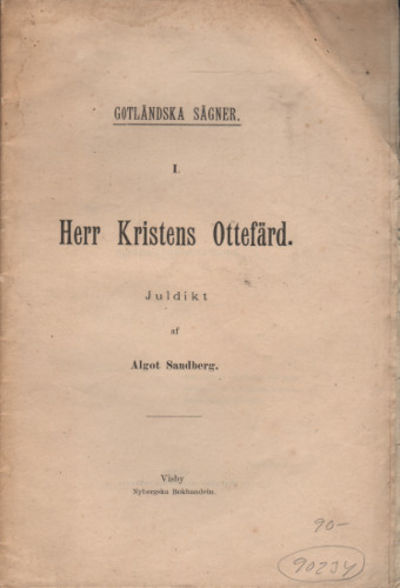 GOTLÄNDSKA SÄGNER.
I.
Herr Kristens Ottefärd.
Juldikt
af
Algot Sandberg.
Visby
Nybergska Bokhandeln.
90-
90234